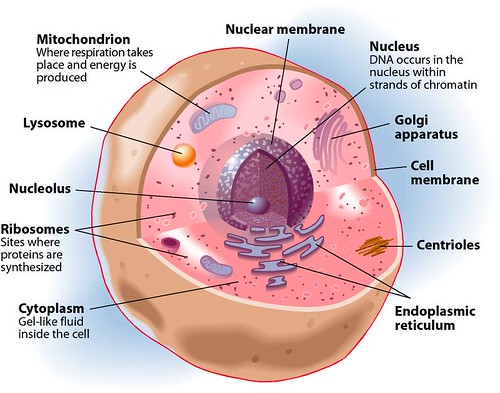 Nuclear membrane
Mitochondrion
Where respiration takes
place and energy is
produced
Nucleus
DNA occurs in the
nucleus within
strands of chromatin
Lysosome
Golgi
apparatus
Cell
membrane
Nucleolus
Ribosomes
Sites where
proteins are
synthesized
Centrioles
Cytoplasm
Gel-like fluid
inside the cell
Endoplasmic
reticulum